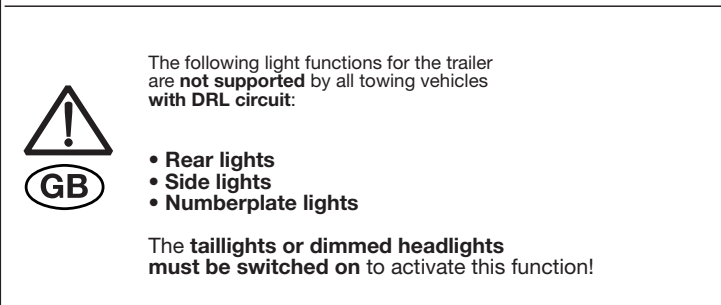 The following light functions for the trailer
are not supported by all towing vehicles
with DRL circuit:
GB
• Rear lights
• Side lights
• Numberplate lights
The taillights or dimmed headlights
must be switched on to activate this function!